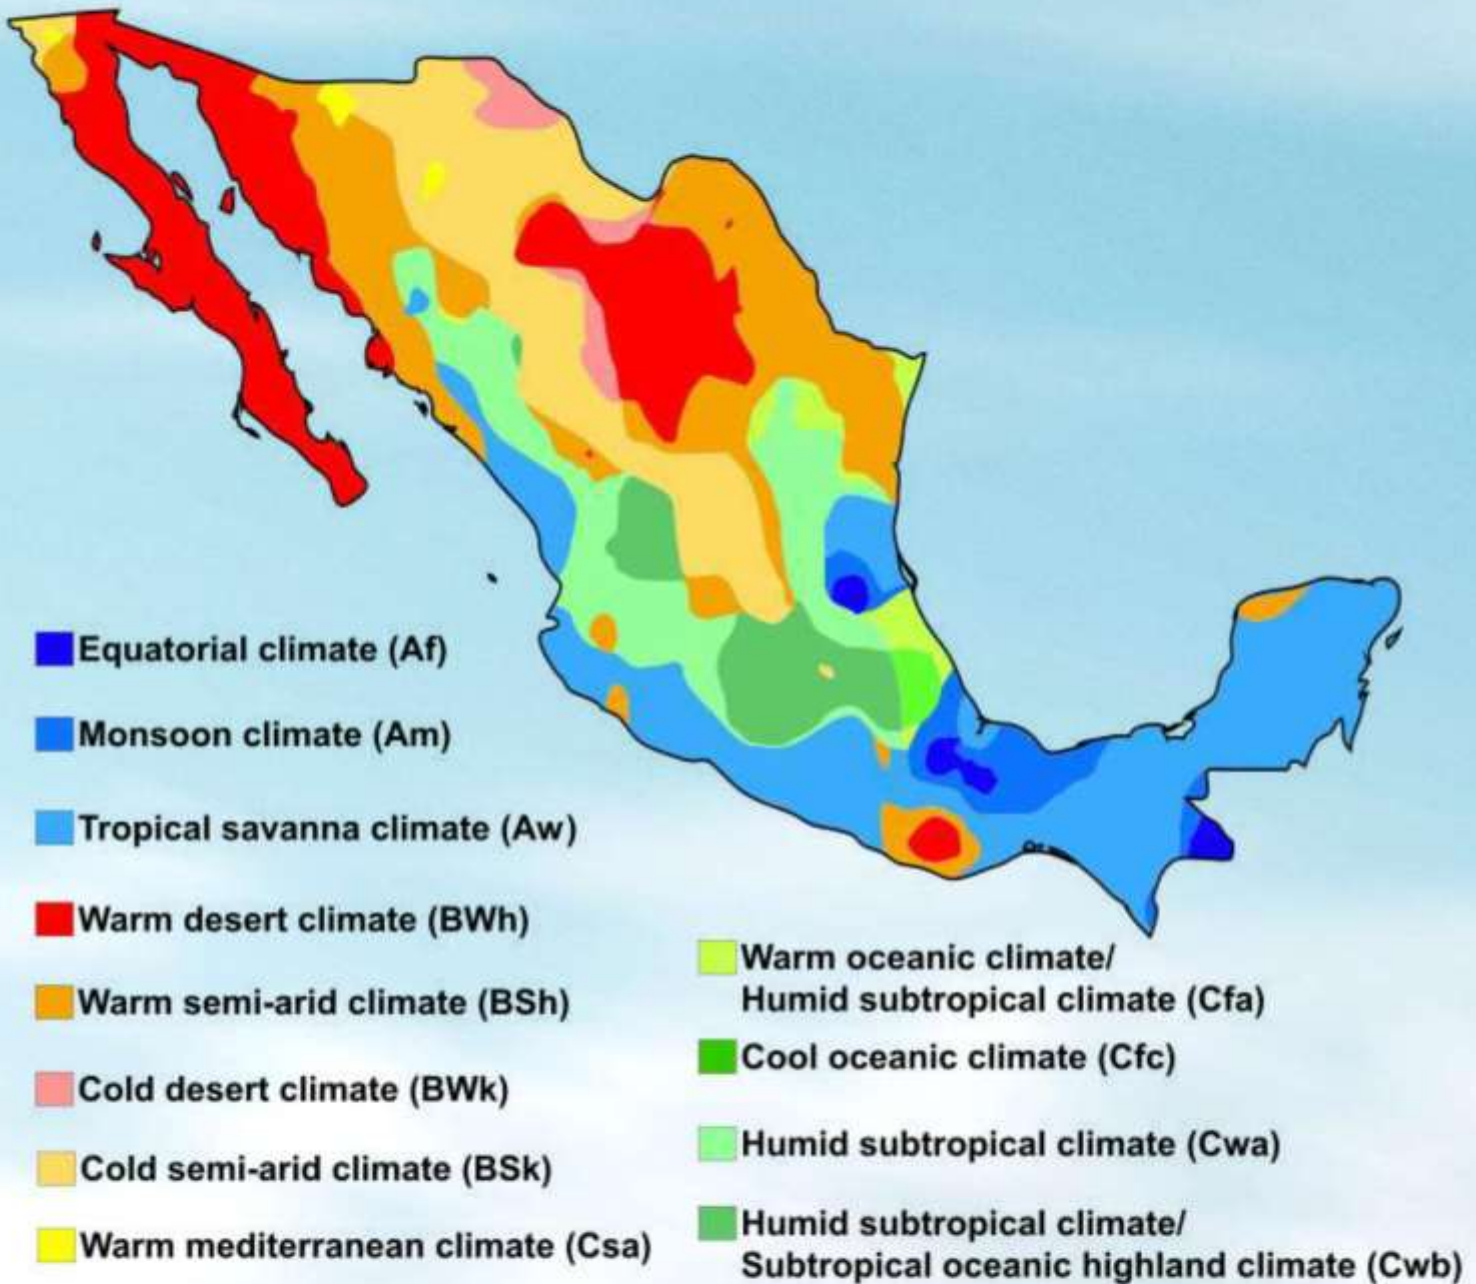 Equatorial climate (Af)
Monsoon climate (Am)
Tropical savanna climate (Aw)
Warm desert climate (BWh)
Warm semi-arid climate (BSh)
Cold desert climate (BWk)
Cold semi-arid climate (BSk)
Warm mediterranean climate (Csa)
Warm oceanic climate/
Humid subtropical climate (Cfa)
Cool oceanic climate (Cfc)
Humid subtropical climate (Cwa)
Humid subtropical climate/
Subtropical oceanic highland climate (Cwb)